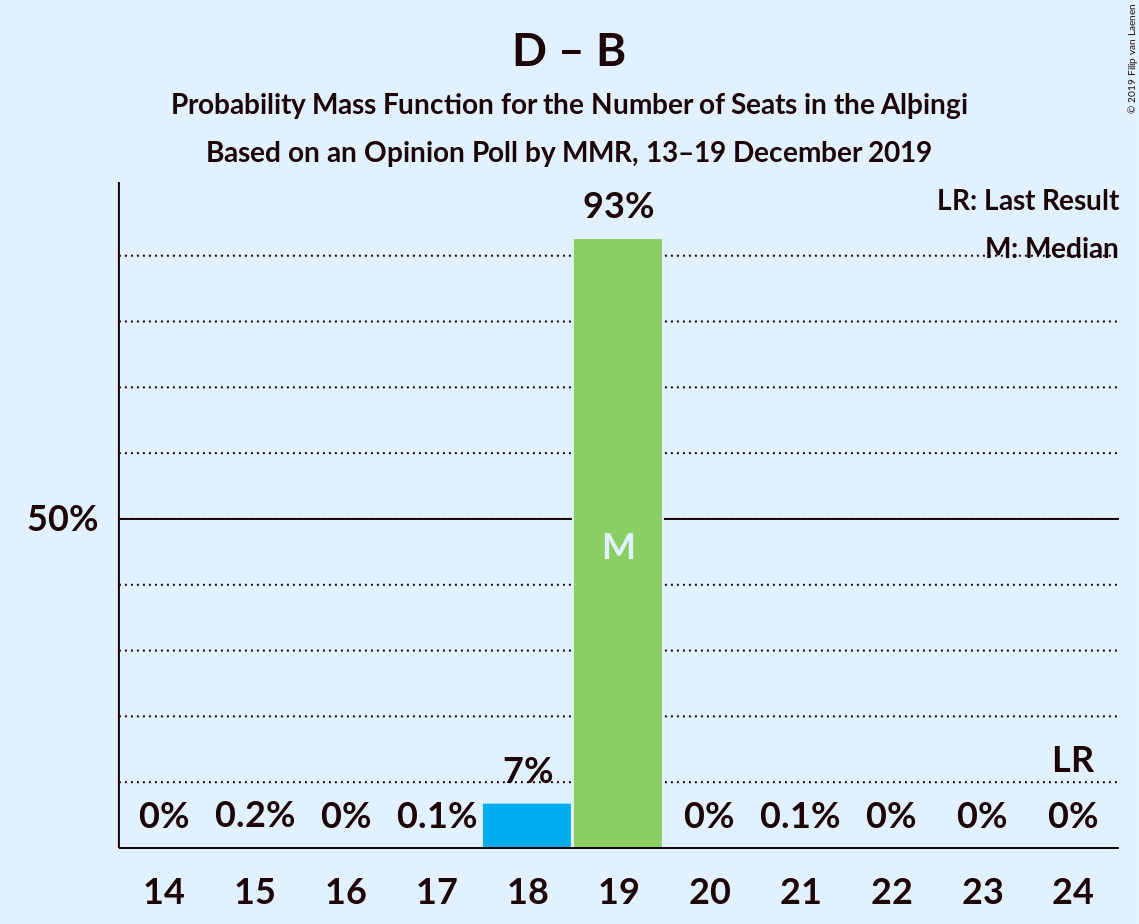 D – B
Probability Mass Function for the Number of Seats in the Alþingi
Based on an Opinion Poll by MMR, 13–19 December 2019
© 2019 Filip van Laenen
LR: Last Result
M: Median
93%
50%
M
7%
LR
0% 0.2% 0% 0.1% 0% 0.1% 0% 0% 0%
14 15 16 17 18 19 20 21 22 23 24